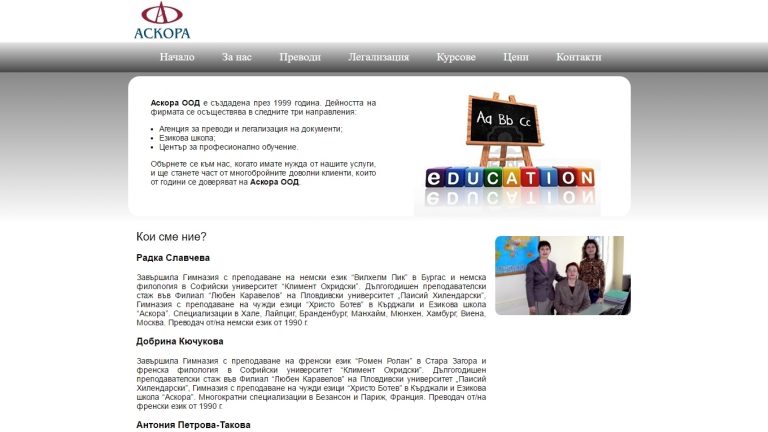 АСКОРА
Начало За нас Преводи Легализация Курсове Цени Контакти
Аскора ООД е създадена през 1999 година. Дейността на
фирмата се осъществява в следните три направления:
Агенция за преводи и легализация на документи;
Езикова школа;
Център за професионално обучение.
Обърнете се към нас, когато имате нужда от нашите услуги,
и ще станете част от многобройните доволни клиенти, които
от години се доверяват на Аскора ООД.
Aa Bb Cc
eDUCATION
Кои сме ние?
Радка Славчева
Завършила Гимназия с преподаване на немски език "Вилхелм Пик" в Бургас и немска
филология в Софийски университет "Климент Охридски". Дългогодишен преподавателски
стаж във Филиал "Любен Каравелов" на Пловдивски университет „Паисий Хилендарски",
Гимназия с преподаване на чужди езици "Христо Ботев" в Кърджали и Езикова школа
"Аскора". Специализации в Хале, Лайпциг, Бранденбург, Манхайм, Мюнхен, Хамбург, Виена,
Москва. Преводач от/на немски език от 1990 г.
Добрина Кючукова
Завършила Гимназия с преподаване на френски език "Ромен Ролан" в Стара Загора и
френска филология в Софийски университет "Климент Охридски". Дългогодишен
преподавателски стаж във Филиал "Любен Каравелов" на Пловдивски университет „Паисий
Хилендарски", Гимназия с преподаване на чужди езици "Христо Ботев" в Кърджали и Езикова
школа "Аскора". Многократни специализации в Безансон и Париж, Франция. Преводач от/на
френски език от 1990 г.
Антония Петрова-Такова